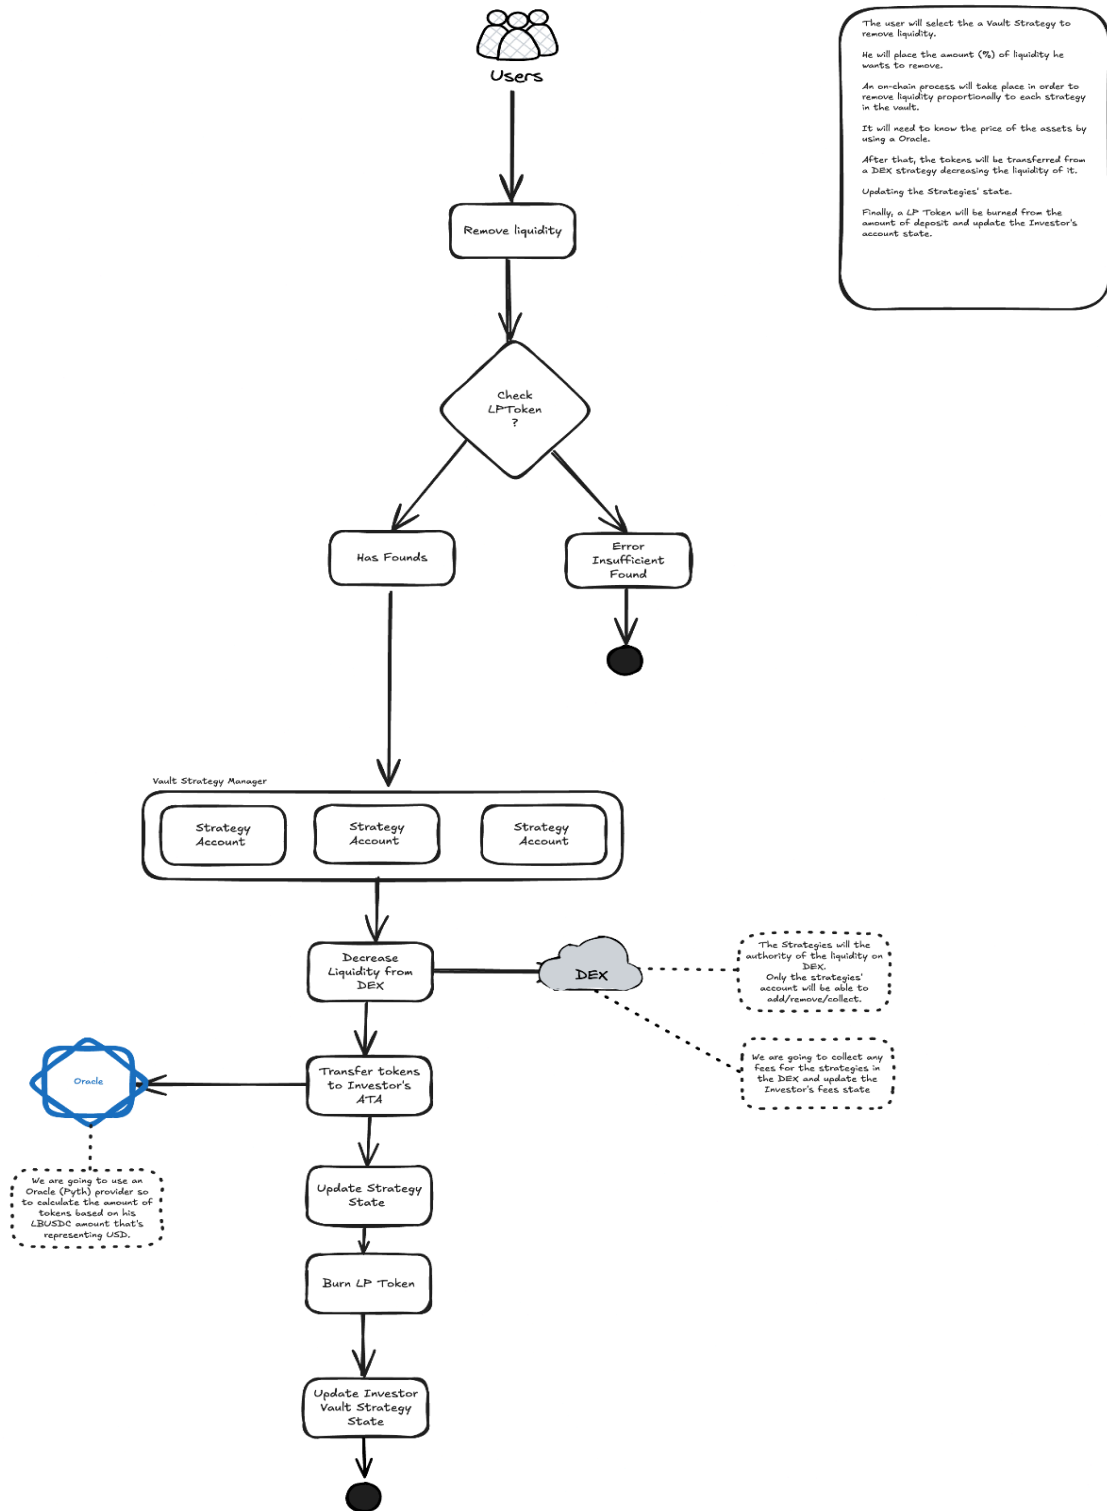 Users
The user will select the a Vault Strategy to
remove liquidity.
He will place the amount (%) of liquidity he
wants to remove.
An on-chain process will take place in order to
remove liquidity proportionally to each strategy
in the vault.
It will need to know the price of the assets by
using a Oracle.
After that, the tokens will be transferred from
a DEX strategy decreasing the liquidity of it.
Updating the Strategies' state.
Finally, a LP Token will be burned from the
amount of deposit and update the Investor's
account state.
Remove liquidity
Check
LPToken
?
Has Founds
Error
Insufficient
Found
Vault Strategy Manager
Strategy
Account
Strategy
Account
Strategy
Account
Decrease
Liquidity from
DEX
DEX
The Strategies will the
authority of the liquidity on
DEX.
Only the strategies'
account will be able to
add/remove/collect.
We are going to collect any
fees for the strategies in
the DEX and update the
Investor's fees state
Transfer tokens
to Investor's
ATA
Oracle
We are going to use an
Oracle (Pyth) provider so
to calculate the amount of
tokens based on his
LBUSDC amount that's
representing USD.
Update Strategy
State
Burn LP Token
Update Investor
Vault Strategy
State